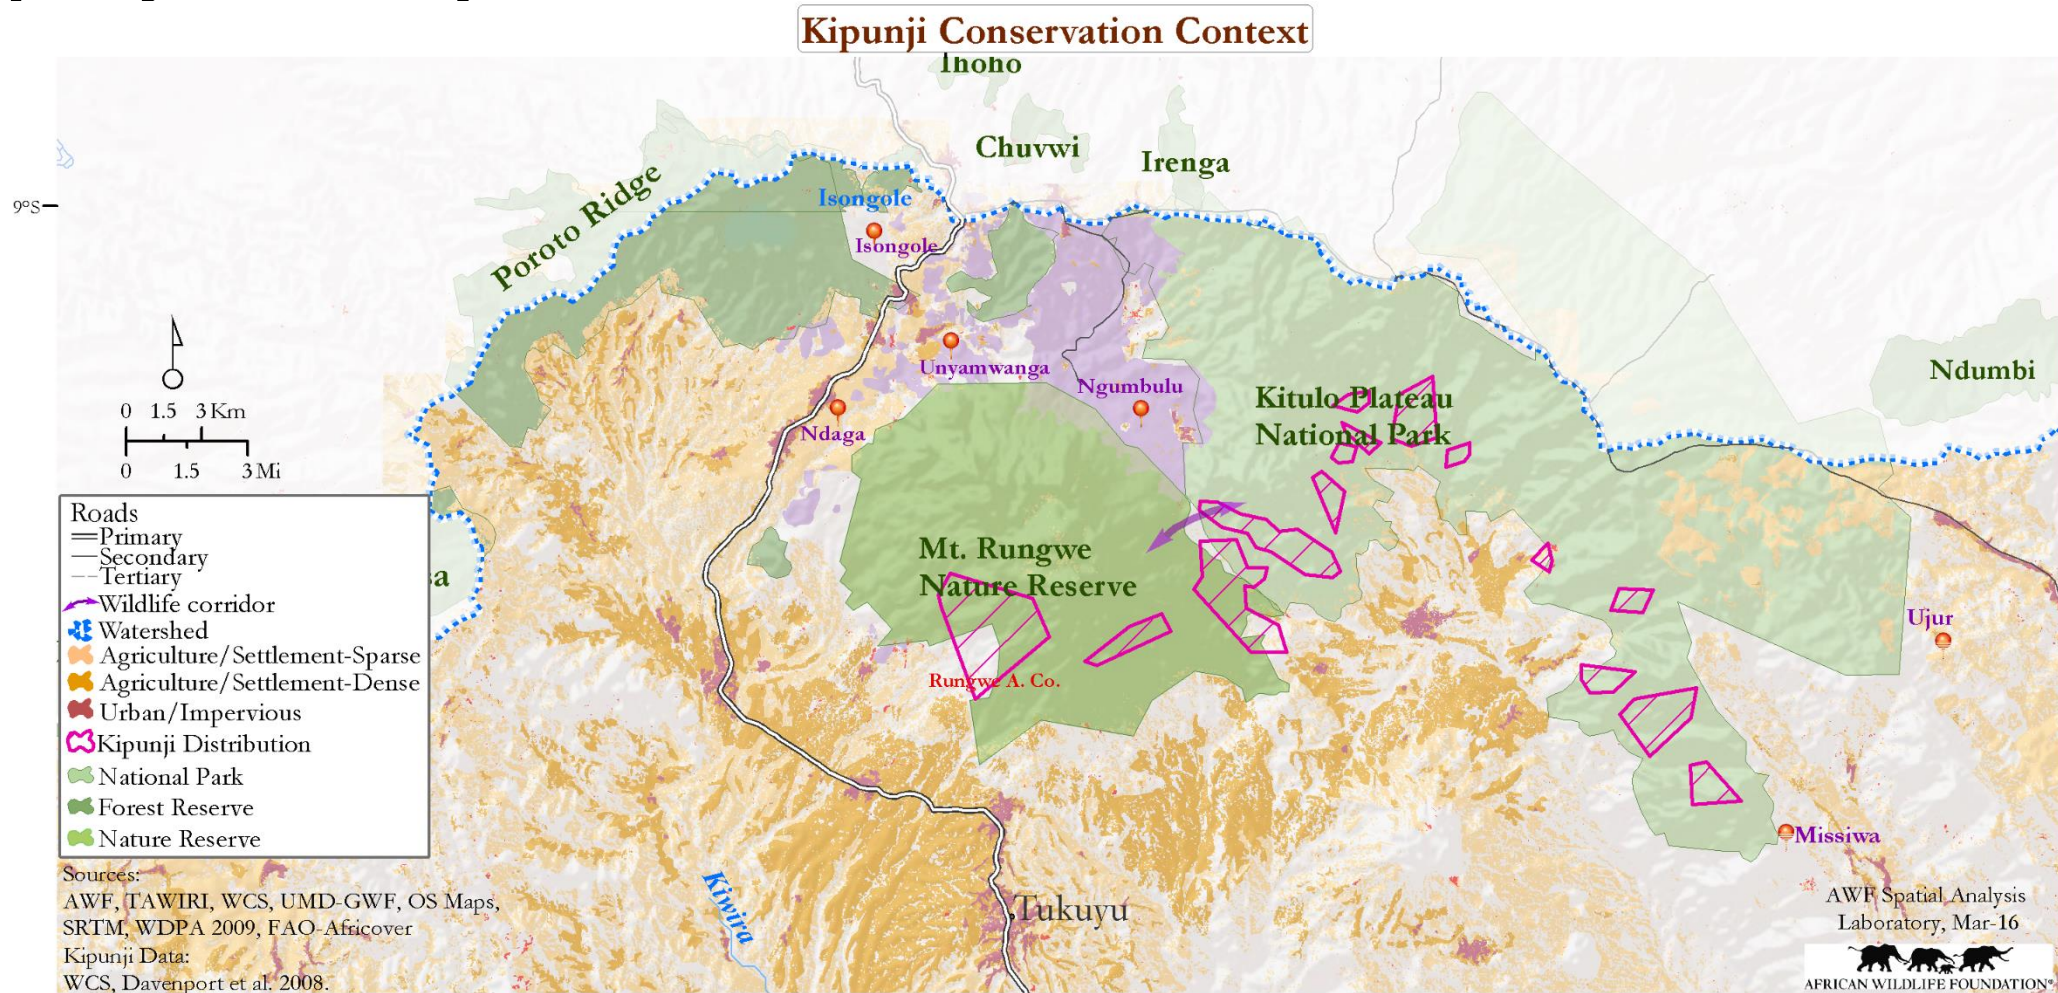 Kipunji Conservation Context
Ihoho
Chuvwi
Irenga
Poroto Ridge
Isongole
Isongole
9°S
Unyamwanga
Ngumbulu
Ndaga
Kitulo Plateau
National Park
Ndumbi
0 1.5 3 Km
0 1.5 3 Mi
Mt. Rungwe
Nature Reserve
sa
Rungwe A. Co.
Ujur
Missiwa
Kiwira
Tukuyu
Roads
Primary
Secondary
Tertiary
Wildlife corridor
Watershed
Agriculture/Settlement-Sparse
Agriculture/Settlement-Dense
Urban/Impervious
Kipunji Distribution
National Park
Forest Reserve
Nature Reserve
Sources:
AWF, TAWIRI, WCS, UMD-GWF, OS Maps,
SRTM, WDPA 2009, FAO-Africover
Kipunji Data:
WCS, Davenport et al. 2008.
AWF Spatial Analysis
Laboratory, Mar-16
AFRICAN WILDLIFE FOUNDATION®